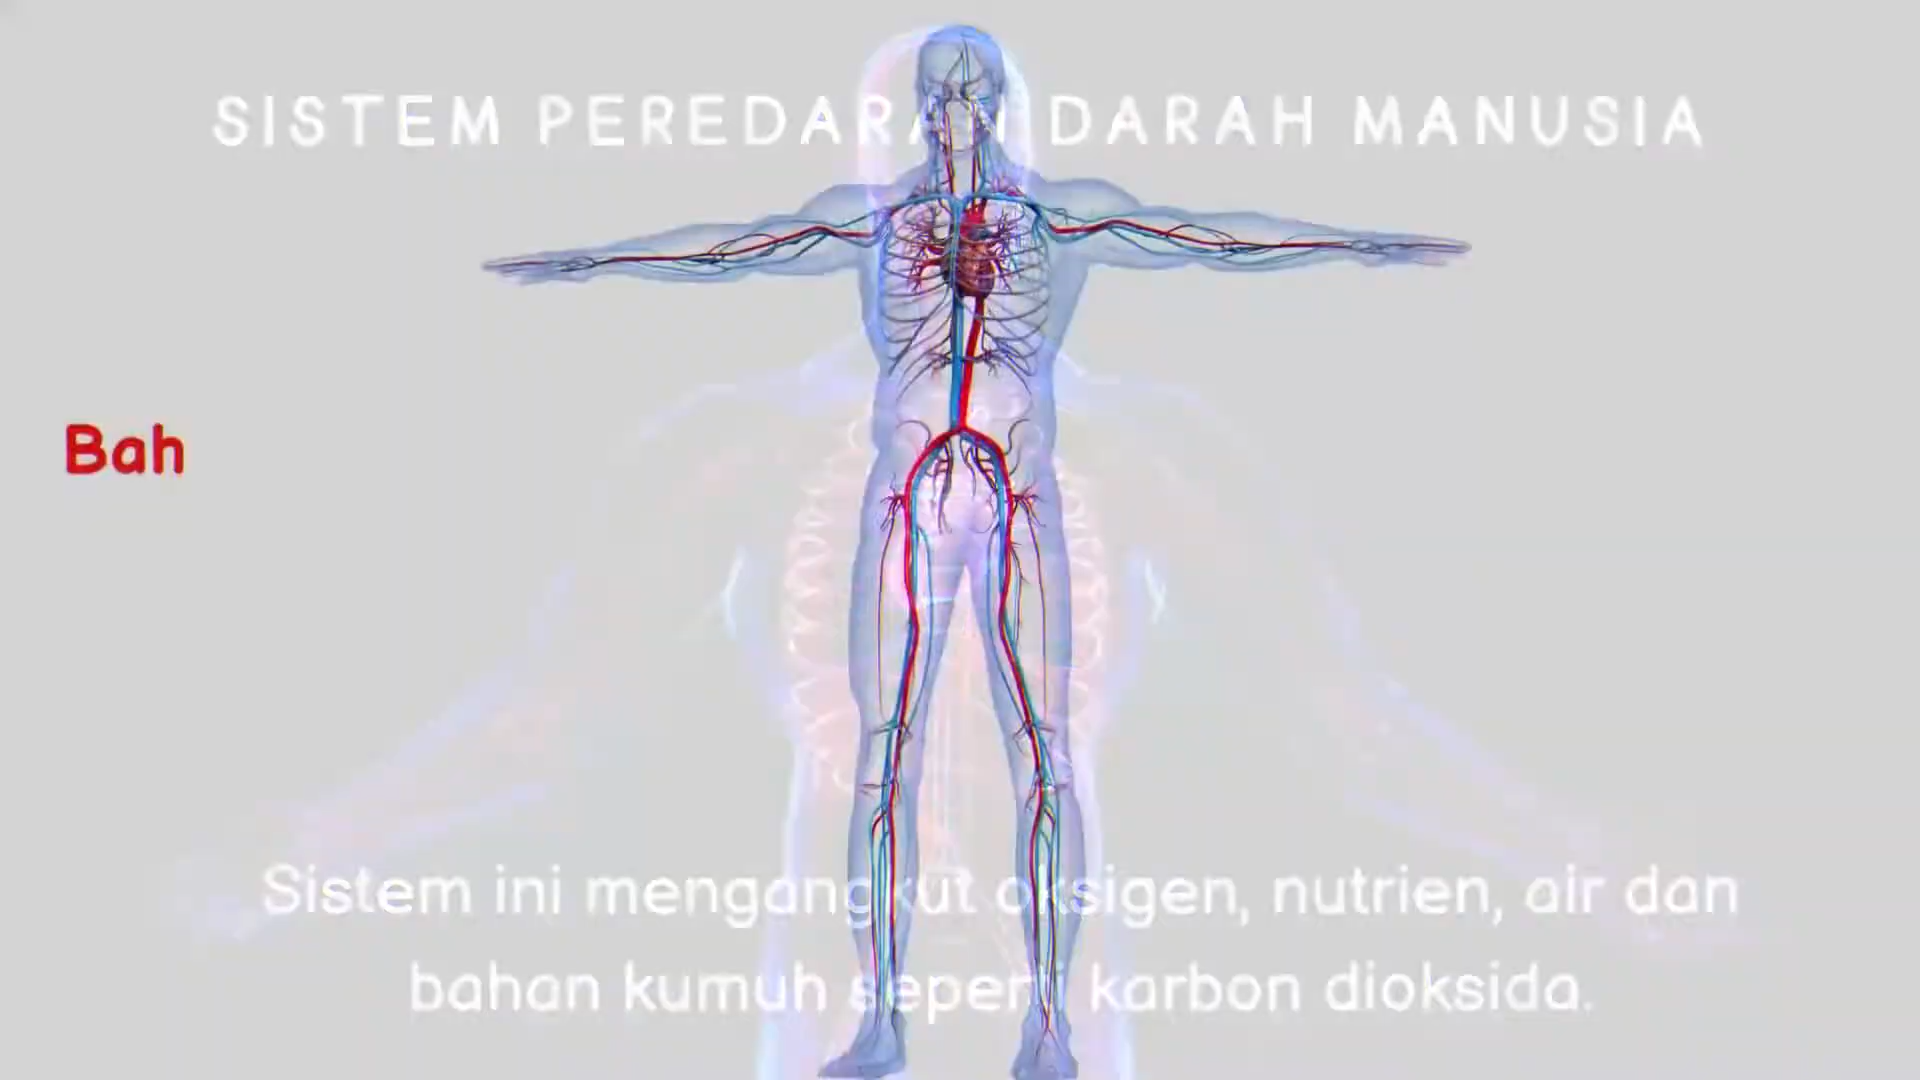 SISTEM PEREDARAN DARAH MANUSIA
Bah
Sistem ini mengangkut oksigen, nutrien, air dan
bahan kumuh seperti karbon dioksida.